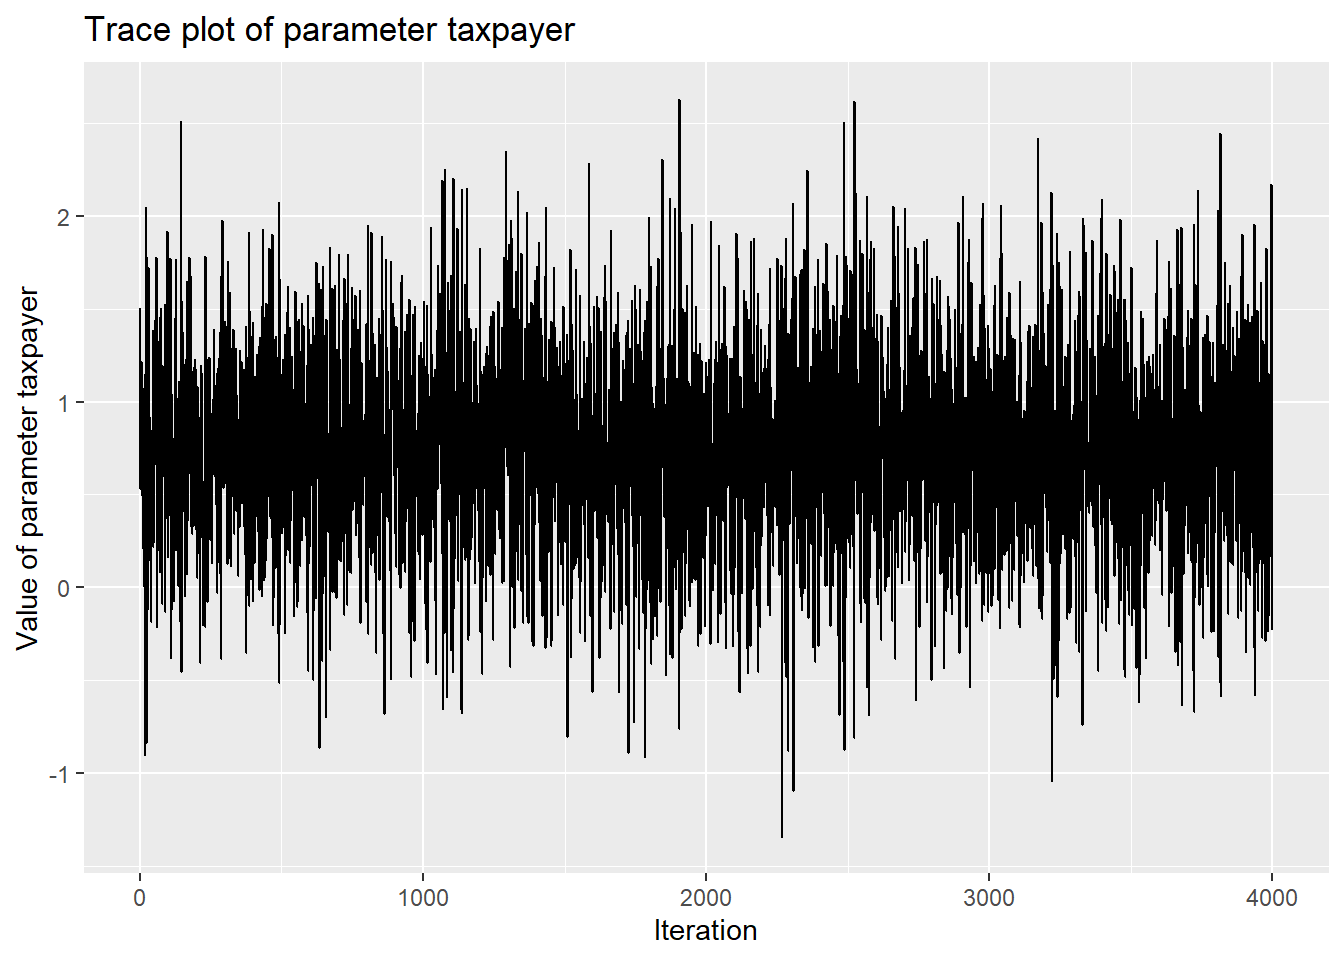 Trace plot of parameter taxpayer
Value of parameter taxpayer
2
1
0
-1
0 1000 2000 3000 4000
Iteration